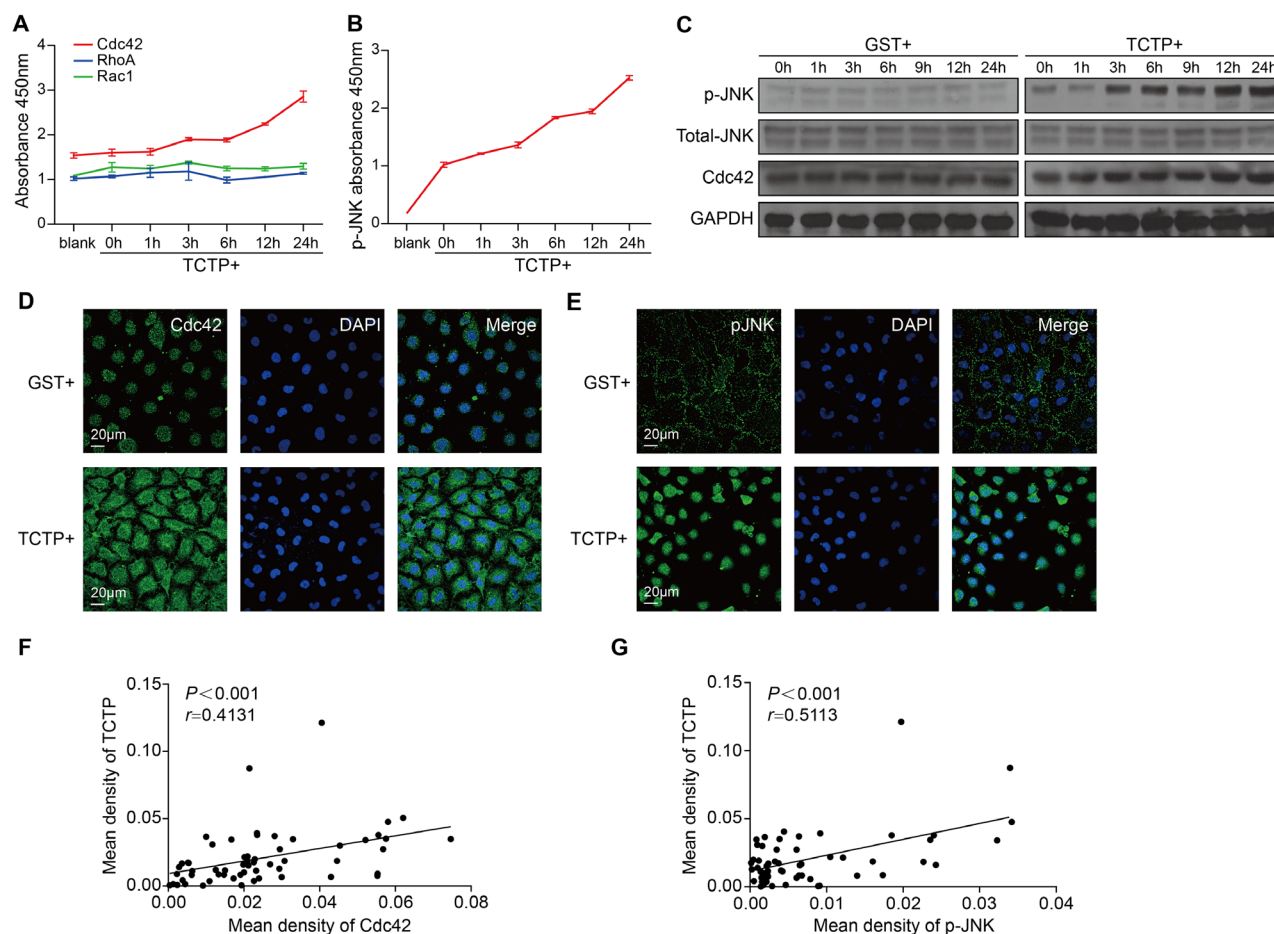 A
Cdc42
RhoA
Rac1
Absorbance 450nm
4
3
2
1
0
blank 0h 1h 3h 6h 12h 24h
TCTP+
B
p-JNK absorbance 450nm
3
2
1
0
blank 0h 1h 3h 6h 12h 24h
TCTP+
C
GST+ TCTP+
0h 1h 3h 6h 9h 12h 24h 0h 1h 3h 6h 9h 12h 24h
p-JNK
Total-JNK
Cdc42
GAPDH
D
Cdc42 DAPI Merge
GST+
20μm
TCTP+
20μm
E
pJNK DAPI Merge
GST+
20μm
TCTP+
20μm
F
P<0.001
r=0.4131
Mean density of TCTP
0.15
0.10
0.05
0.00
0.00 0.02 0.04 0.06 0.08
Mean density of Cdc42
G
P<0.001
r=0.5113
Mean density of TCTP
0.15
0.10
0.05
0.00
0.00 0.01 0.02 0.03 0.04
Mean density of p-JNK